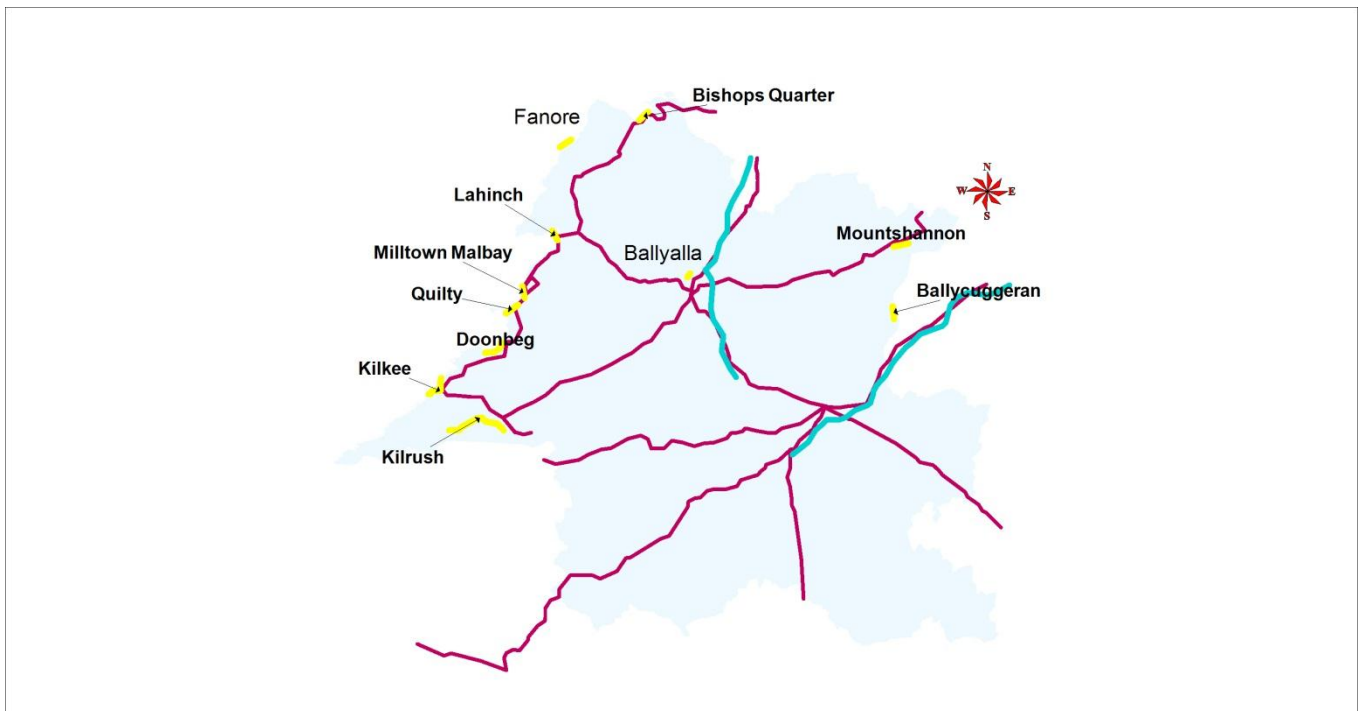 Bishops Quarter
Fanore
N
W E
S
Lahinch
Mountshannon
Milltown Malbay
Ballyalla
Quilty
Ballycuggeran
Doonbeg
Kilkee
Kilrush